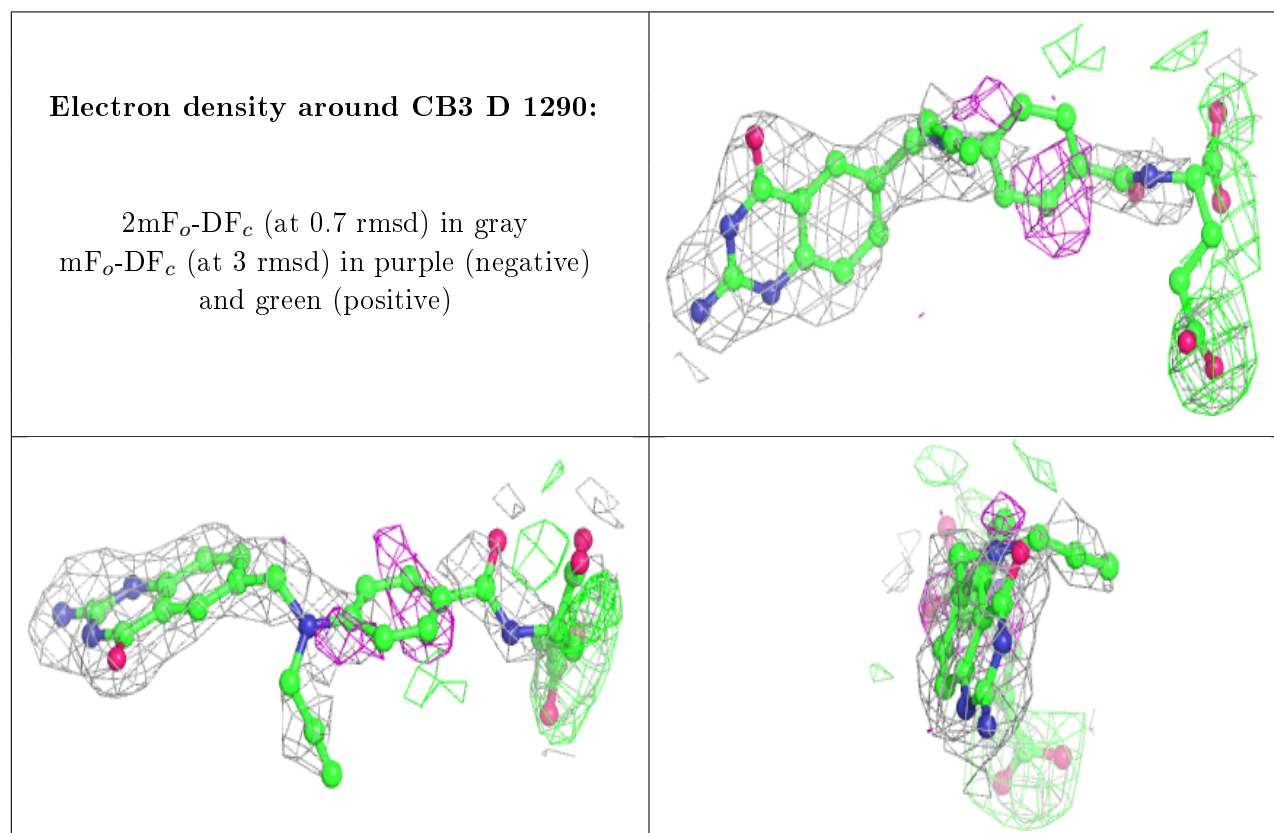 Electron density around CB3 D 1290:
2mFₒ-DF𝒸 (at 0.7 rmsd) in gray
mFₒ-DF𝒸 (at 3 rmsd) in purple (negative)
and green (positive)